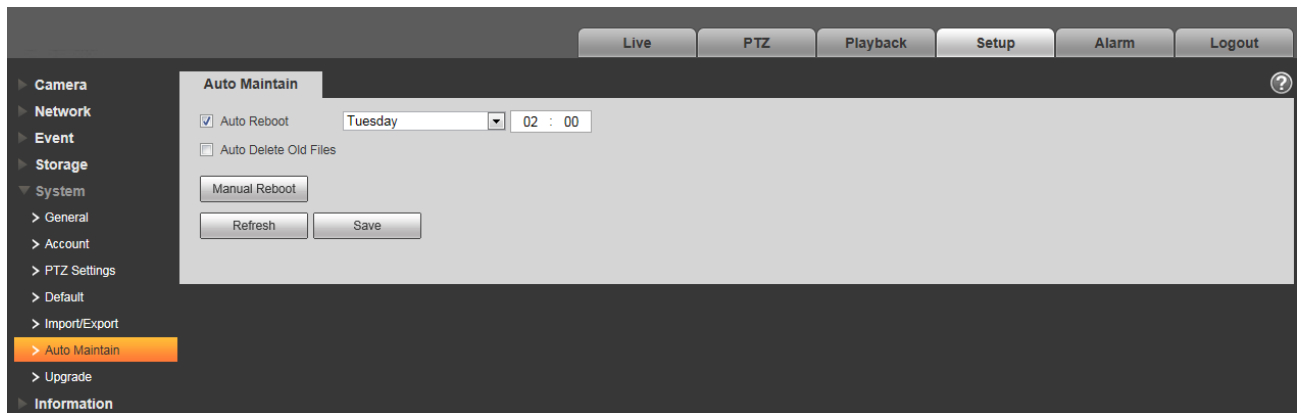 Live PTZ Playback Setup Alarm Logout
Camera
Network
Event
Storage
System
General
Account
PTZ Settings
Default
Import/Export
Auto Maintain
Upgrade
Information
Auto Maintain
?
Auto Reboot Tuesday 02 : 00
Auto Delete Old Files
Manual Reboot
Refresh Save